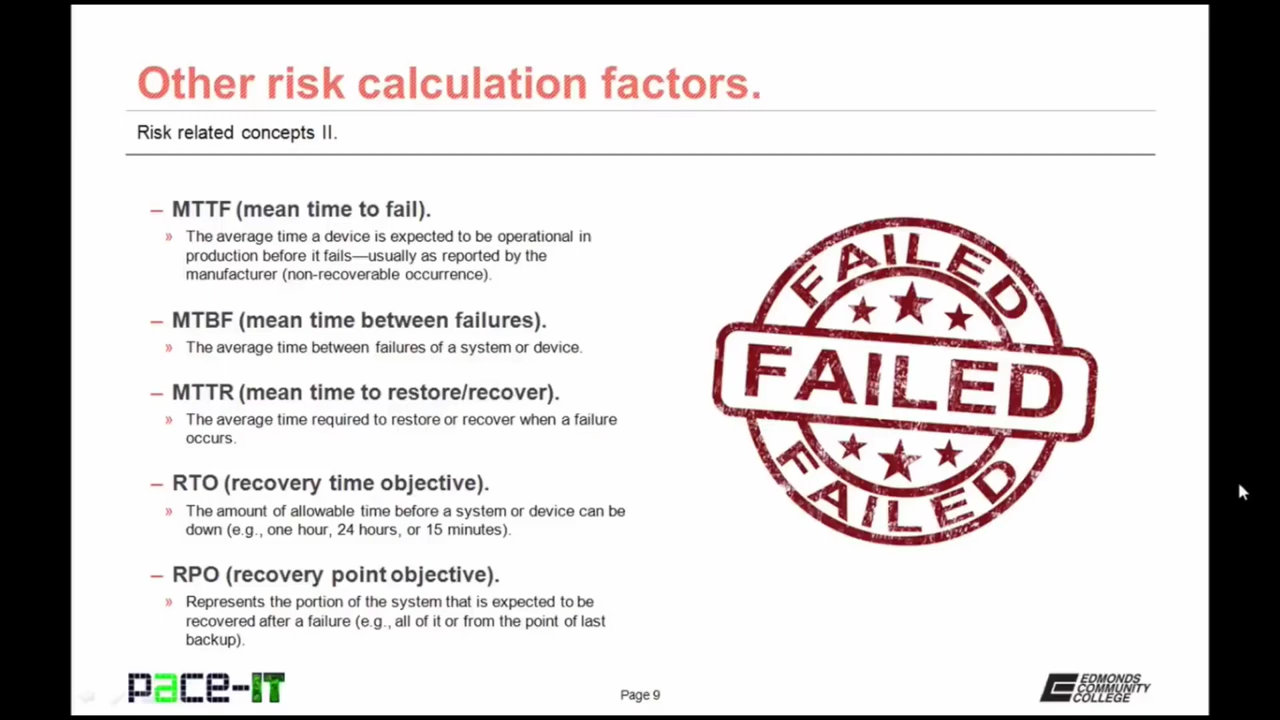 Other risk calculation factors.
Risk related concepts II.
– MTTF (mean time to fail).
» The average time a device is expected to be operational in
production before it fails—usually as reported by the
manufacturer (non-recoverable occurrence).
– MTBF (mean time between failures).
» The average time between failures of a system or device.
– MTTR (mean time to restore/recover).
» The average time required to restore or recover when a failure
occurs.
– RTO (recovery time objective).
» The amount of allowable time before a system or device can be
down (e.g., one hour, 24 hours, or 15 minutes).
– RPO (recovery point objective).
» Represents the portion of the system that is expected to be
recovered after a failure (e.g., all of it or from the point of last
backup).
FAILED
FAILED
FAILED
pace-IT
Page 9
EDMONDS
COMMUNITY
COLLEGE